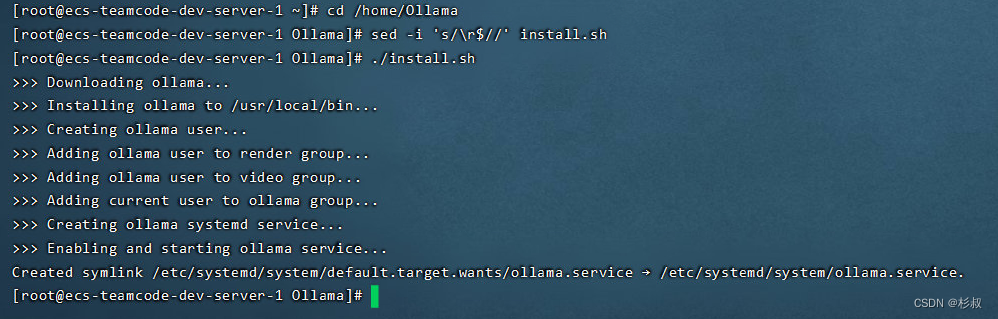 [root@ecs-teamcode-dev-server-1 ~]# cd /home/Ollama
[root@ecs-teamcode-dev-server-1 Ollama]# sed -i 's/\r$//' install.sh
[root@ecs-teamcode-dev-server-1 Ollama]# ./install.sh
>>> Downloading ollama...
>>> Installing ollama to /usr/local/bin...
>>> Creating ollama user...
>>> Adding ollama user to render group...
>>> Adding ollama user to video group...
>>> Adding current user to ollama group...
>>> Creating ollama systemd service...
>>> Enabling and starting ollama service...
Created symlink /etc/systemd/system/default.target.wants/ollama.service → /etc/systemd/system/ollama.service.
[root@ecs-teamcode-dev-server-1 Ollama]#
CSDN @杉叔